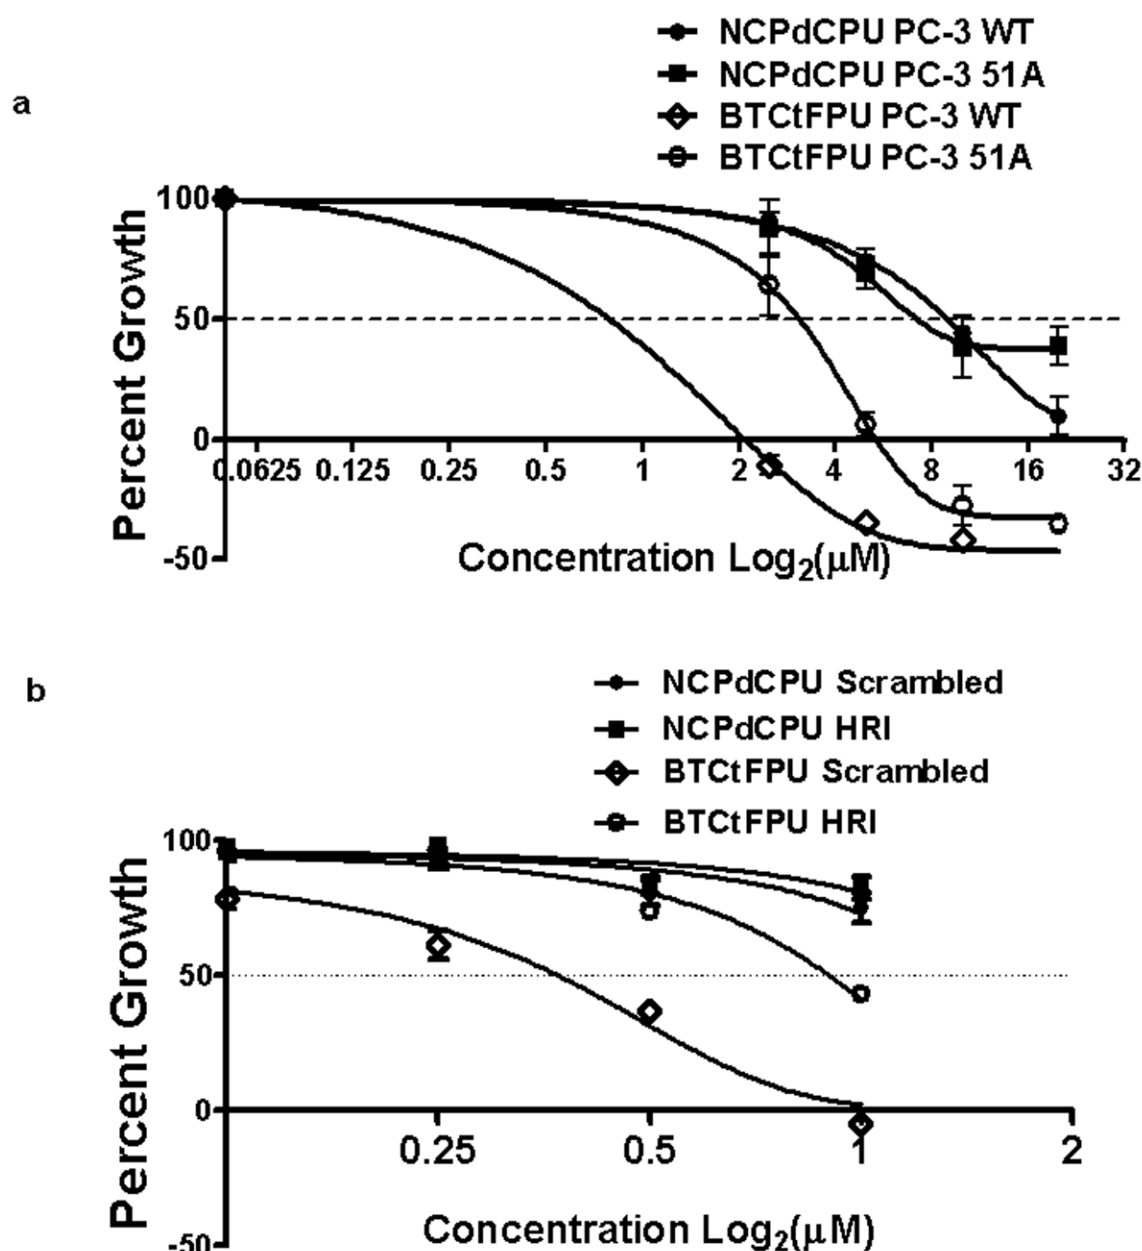 a
NCPdCPU PC-3 WT
NCPdCPU PC-3 51A
BTCtFPU PC-3 WT
BTCtFPU PC-3 51A
Percent Growth
100
50
0
-50
0.0625 0.125 0.25 0.5 1 2 4 8 16 32
Concentration Log₂(µM)
b
NCPdCPU Scrambled
NCPdCPU HRI
BTCtFPU Scrambled
BTCtFPU HRI
Percent Growth
100
50
0
-50
0.25 0.5 1 2
Concentration Log₂(µM)